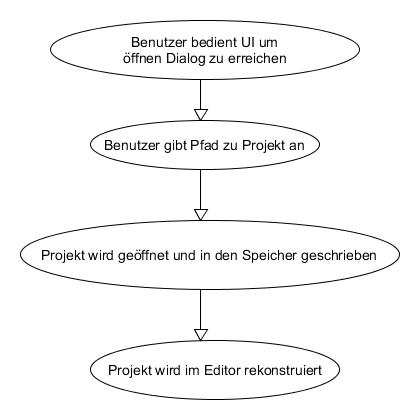 Benutzer bedient UI um
öffnen Dialog zu erreichen
Benutzer gibt Pfad zu Projekt an
Projekt wird geöffnet und in den Speicher geschrieben
Projekt wird im Editor rekonstruiert